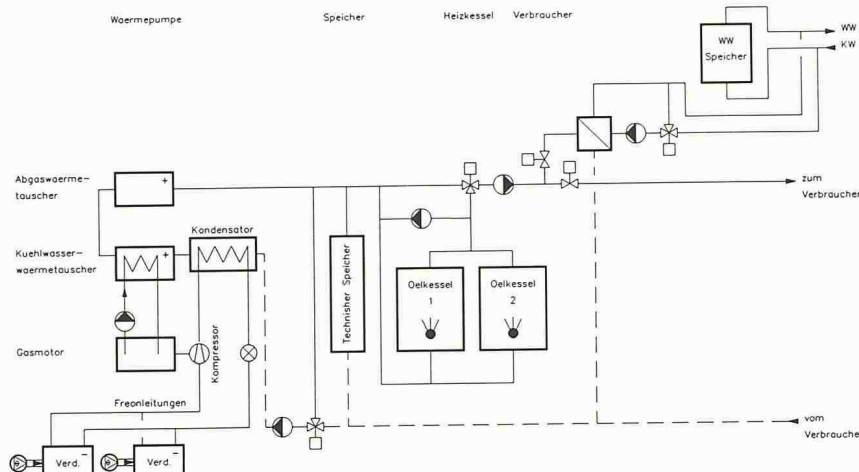 Waermepumpe
Speicher
Heizkessel
Verbraucher
WW
Speicher
WW
KW
Abgaswaerme-
tauscher
+
zum
Verbraucher
Kondensator
Kuehlwasser-
waermetauscher
+
Technisher Speicher
Oelkessel
1
Oelkessel
2
Gasmotor
Kompressor
Freonleitungen
vom
Verbraucher
Verd. -
Verd. -